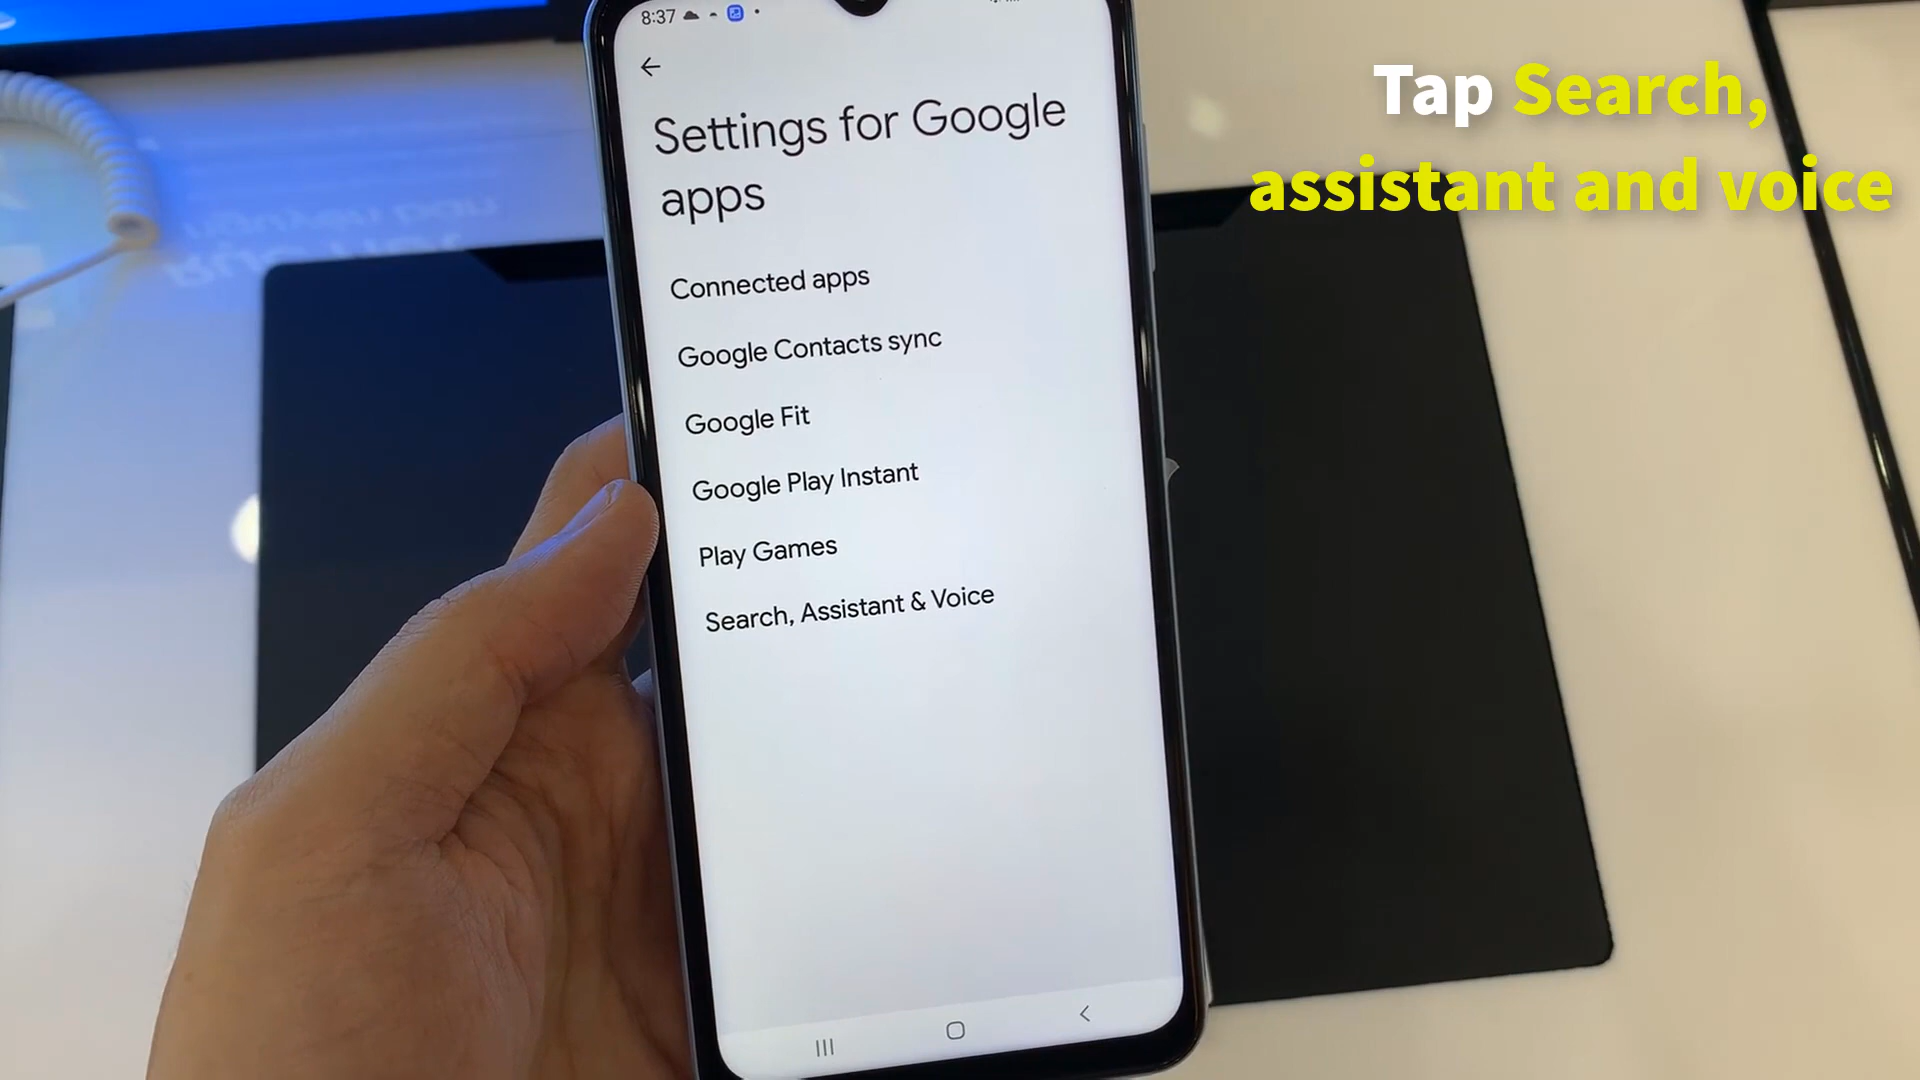 8:37
Settings for Google
apps
Connected apps
Google Contacts sync
Google Fit
Google Play Instant
Play Games
Search, Assistant & Voice
Tap Search,
assistant and voice